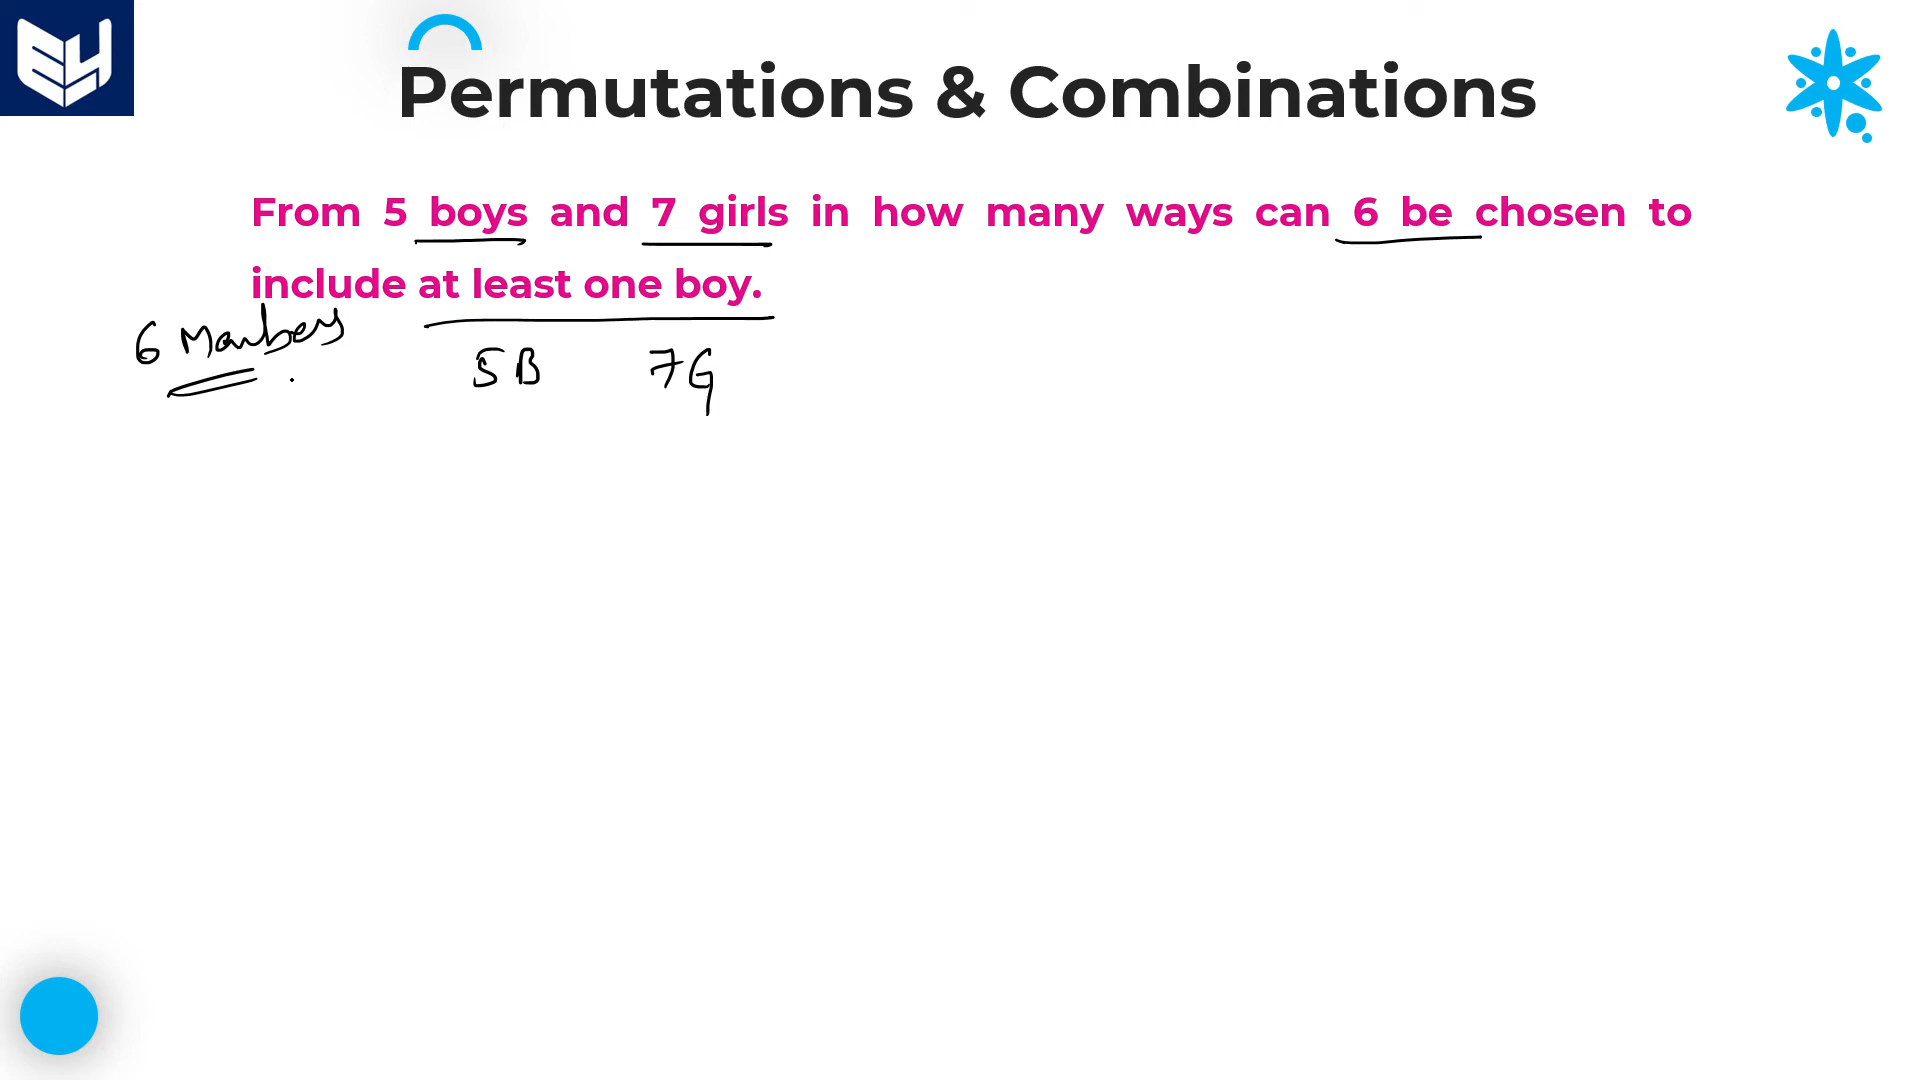 Permutations & Combinations
From 5 boys and 7 girls in how many ways can 6 be chosen to
include at least one boy.
6 Members
5B 7G